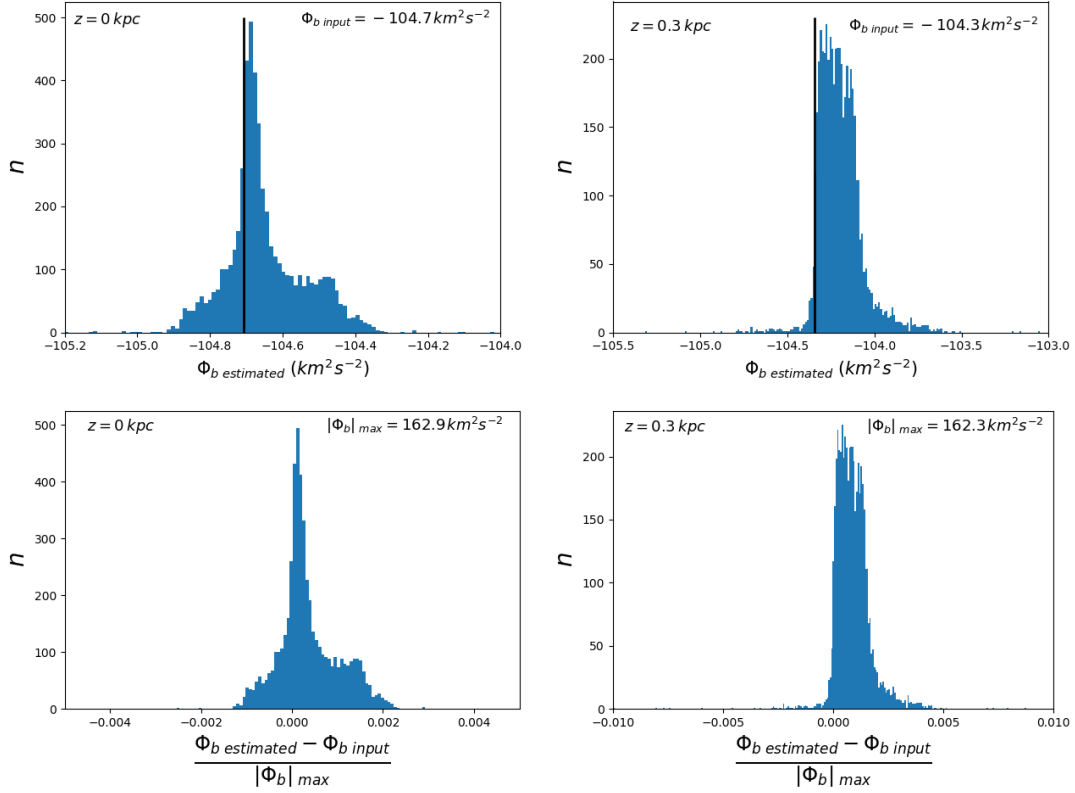 z = 0 kpc
Φb input = − 104.7 km²s⁻²
500
400
300
200
100
0
n
−105.2 −105.0 −104.8 −104.6 −104.4 −104.2 −104.0
Φb estimated (km²s⁻²)
z = 0.3 kpc
Φb input = − 104.3 km²s⁻²
200
150
100
50
0
n
−105.5 −105.0 −104.5 −104.0 −103.5 −103.0
Φb estimated (km²s⁻²)
z = 0 kpc
|Φb| max = 162.9 km²s⁻²
500
400
300
200
100
0
n
−0.004 −0.002 0.000 0.002 0.004
Φb estimated − Φb input
|Φb| max
z = 0.3 kpc
|Φb| max = 162.3 km²s⁻²
200
150
100
50
0
n
−0.010 −0.005 0.000 0.005 0.010
Φb estimated − Φb input
|Φb| max